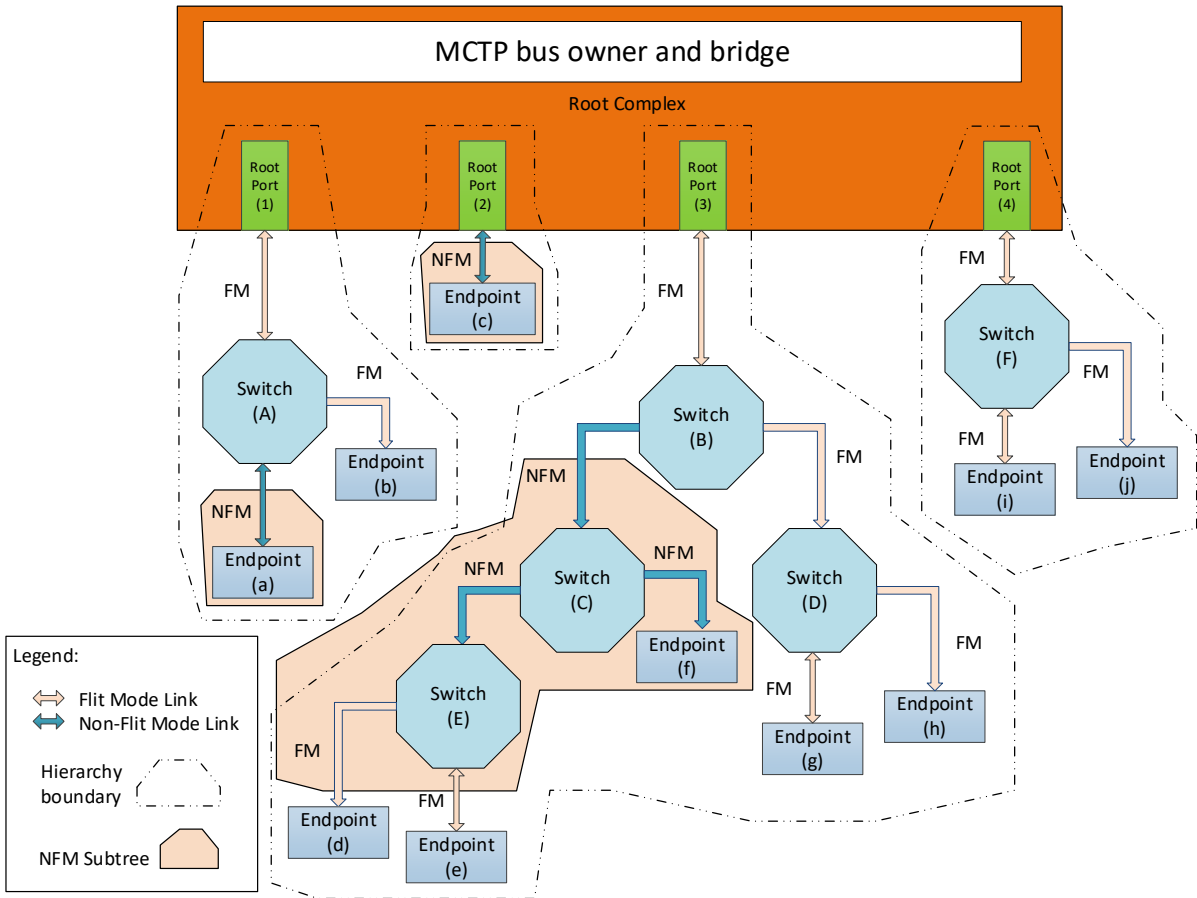 MCTP bus owner and bridge
Root Complex
Root
Port
(1)
Root
Port
(2)
Root
Port
(3)
Root
Port
(4)
FM
NFM
FM
FM
Endpoint
(c)
Switch
(F)
FM
FM
Switch
(A)
Switch
(B)
FM
FM
Endpoint
(b)
NFM
Endpoint
(i)
Endpoint
(j)
NFM
Endpoint
(a)
NFM
Switch
(C)
NFM
Switch
(D)
Endpoint
(f)
FM
FM
Switch
(E)
Endpoint
(h)
Endpoint
(g)
FM
FM
Endpoint
(d)
Endpoint
(e)
Legend:
Flit Mode Link
Non-Flit Mode Link
Hierarchy
boundary
NFM Subtree